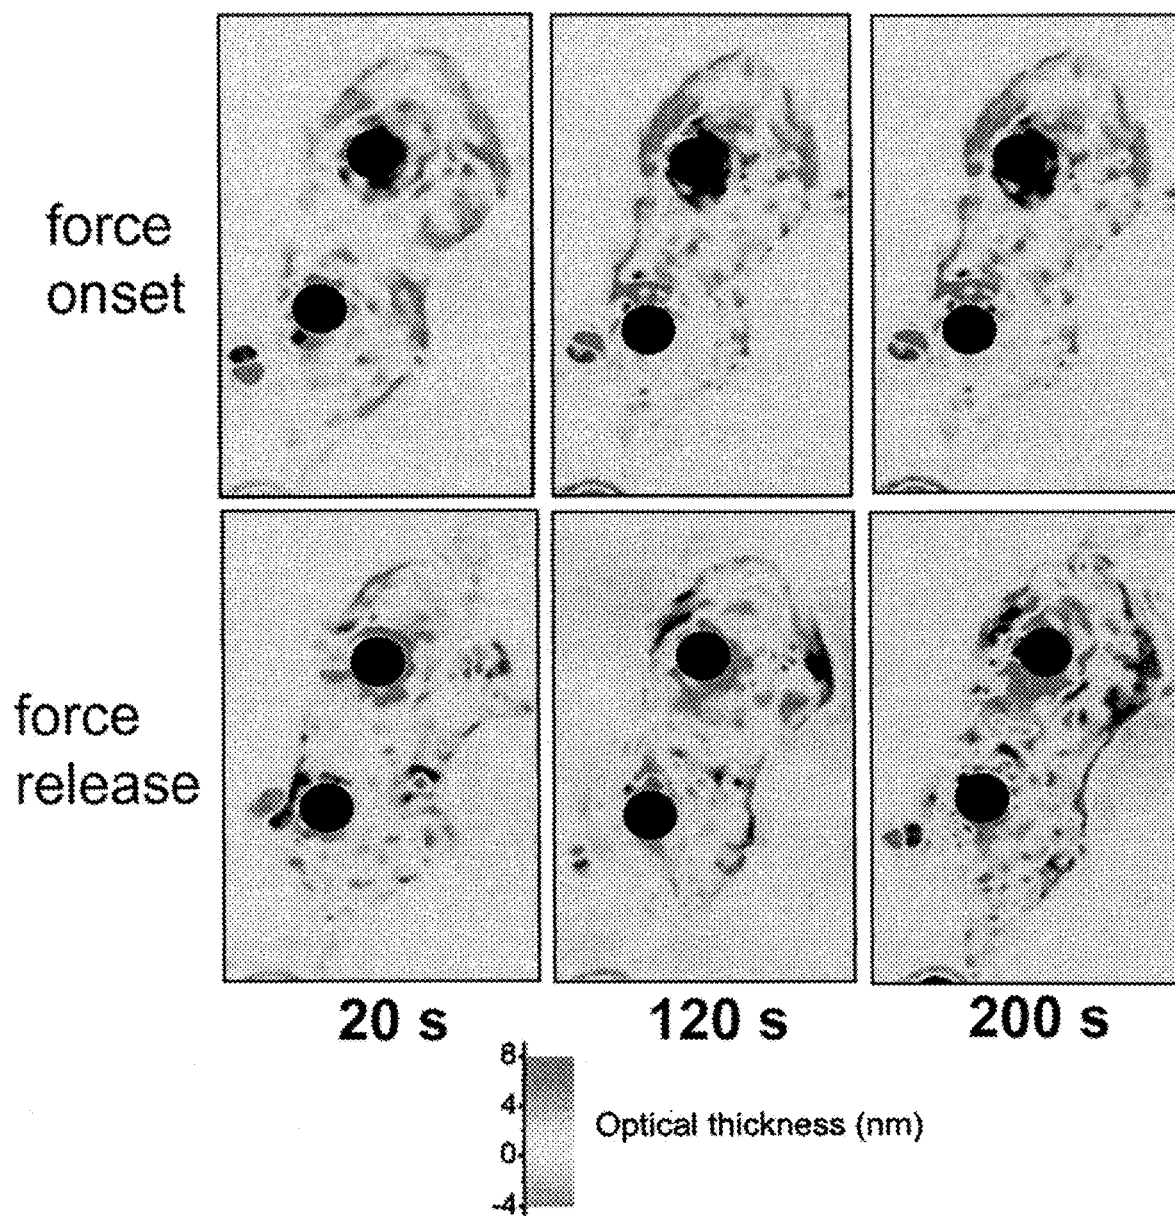 force
onset
force
release
20 s
120 s
200 s
8
4
0
-4
Optical thickness (nm)